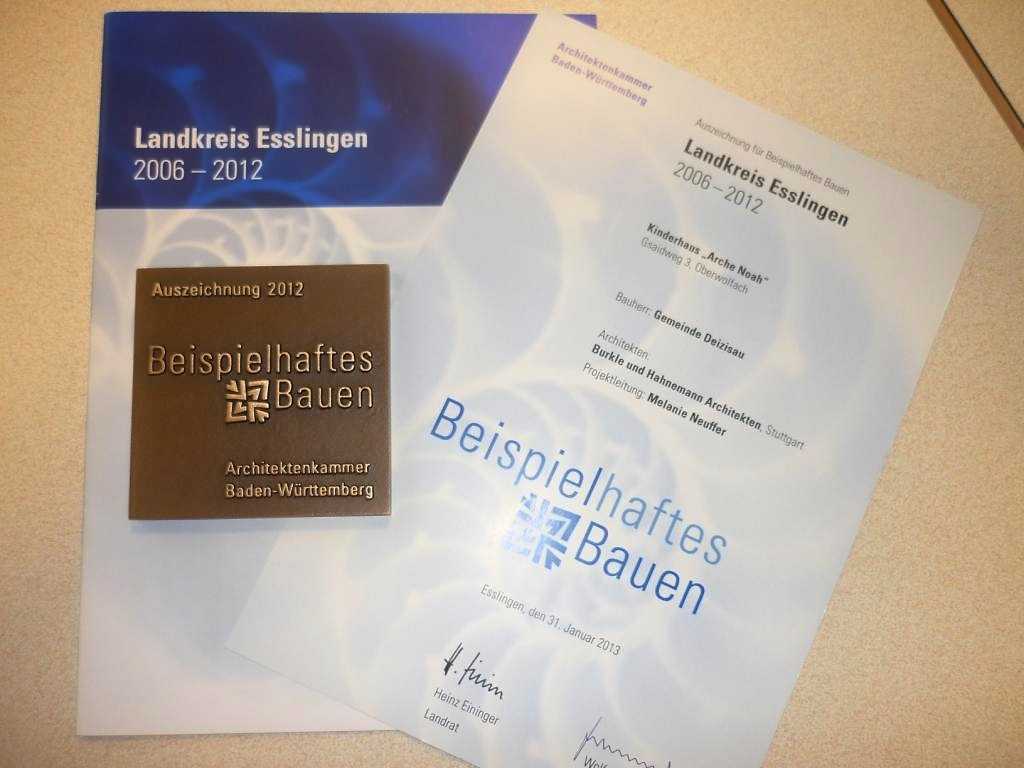 Landkreis Esslingen
2006 – 2012
Auszeichnung 2012
Beispielhaftes
Bauen
Architektenkammer
Baden-Württemberg
Architektenkammer
Baden-Württemberg
Auszeichnung für Beispielhaftes Bauen
Landkreis Esslingen
2006 – 2012
Kinderhaus „Arche Noah“
Gsaidweg 3, Oberwolfach
Bauherr: Gemeinde Deizisau
Architekten:
Burkle und Hahnemann Architekten, Stuttgart
Projektleitung: Melanie Neuffer
Beispielhaftes
Bauen
Esslingen, den 31. Januar 2013
Heinz Eininger
Landrat